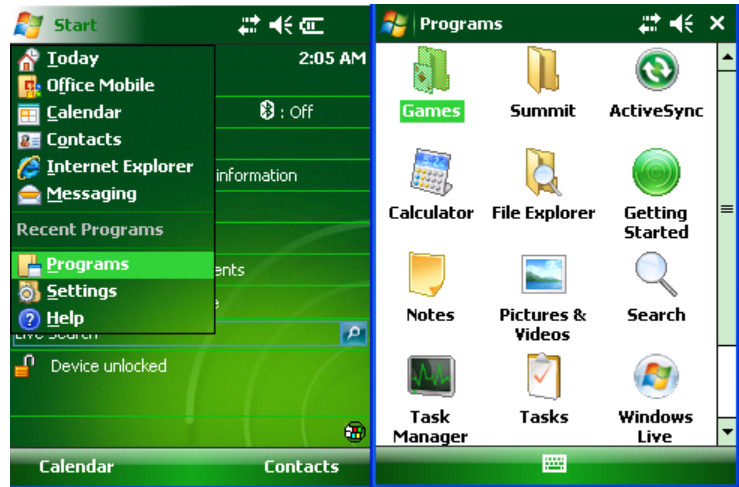 Start
Today
2:05 AM
Office Mobile
Calendar
: Off
Contacts
Internet Explorer
information
Messaging
Recent Programs
Programs
ents
Settings
Help
Device unlocked
Calendar
Contacts
Programs
Games
Summit
ActiveSync
Calculator
File Explorer
Getting
Started
Notes
Pictures &
Videos
Search
Task
Manager
Tasks
Windows
Live